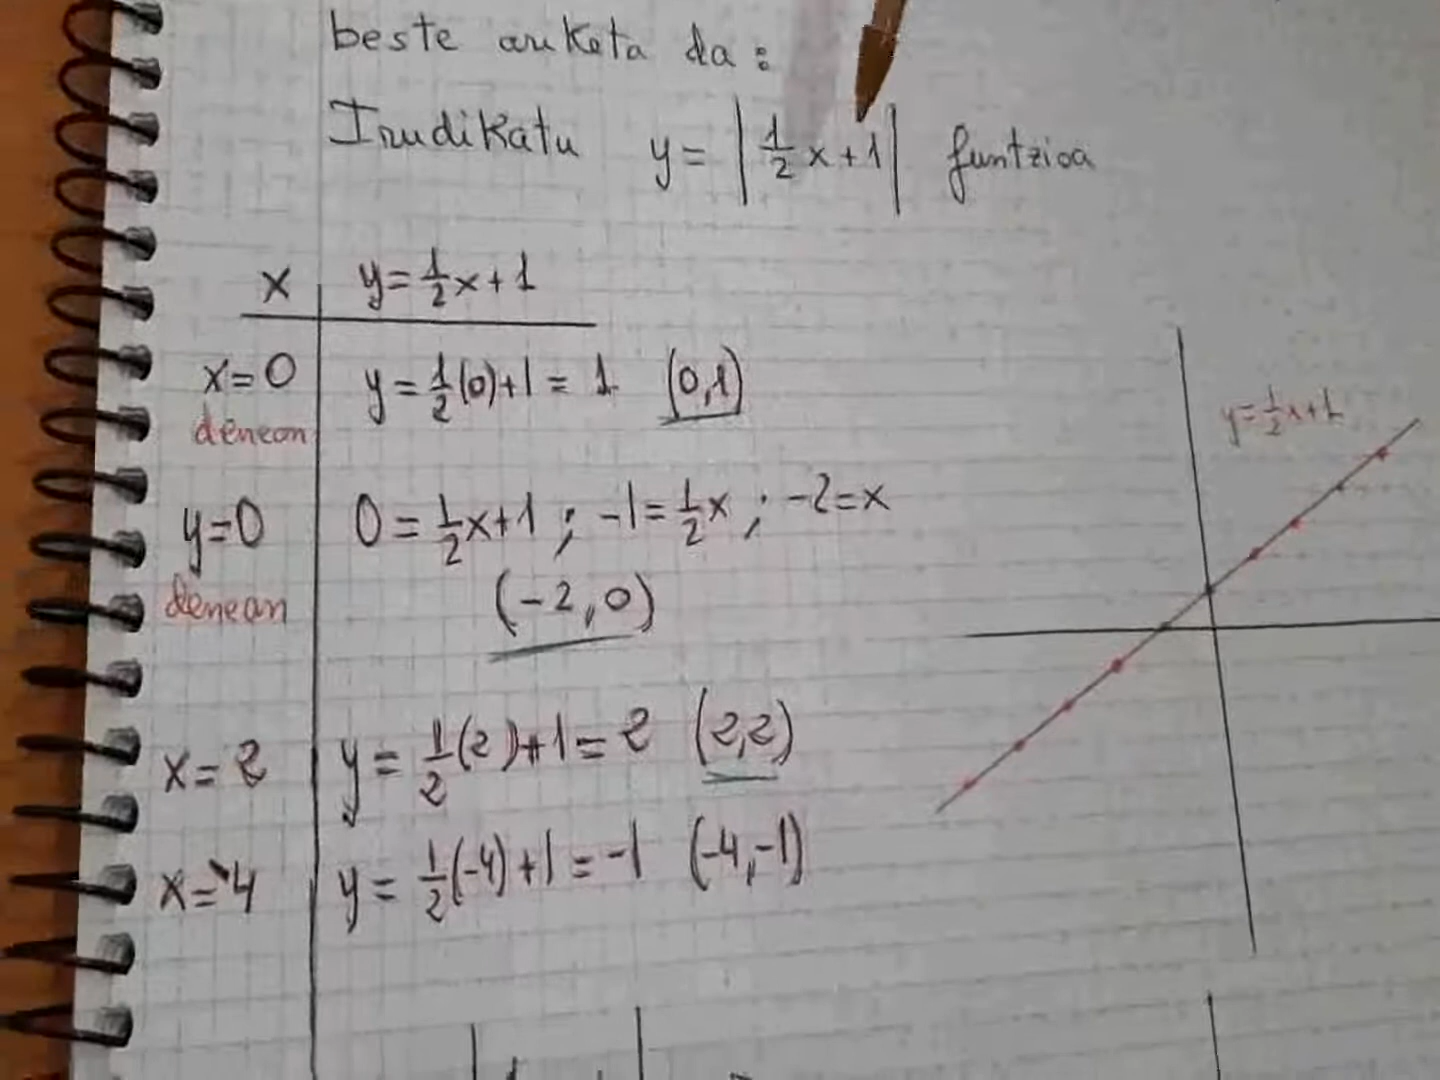 beste ariketa da:
Irudikatu y = |1/2 x + 1| funtzioa
x y = 1/2 x + 1
x = 0 y = 1/2 (0) + 1 = 1 (0,1)
denean
y = 1/2 x + 1
y = 0 0 = 1/2 x + 1 ; -1 = 1/2 x ; -2 = x
denean (-2, 0)
x = 2 y = 1/2 (2) + 1 = 2 (2,2)
x = -4 y = 1/2 (-4) + 1 = -1 (-4,-1)